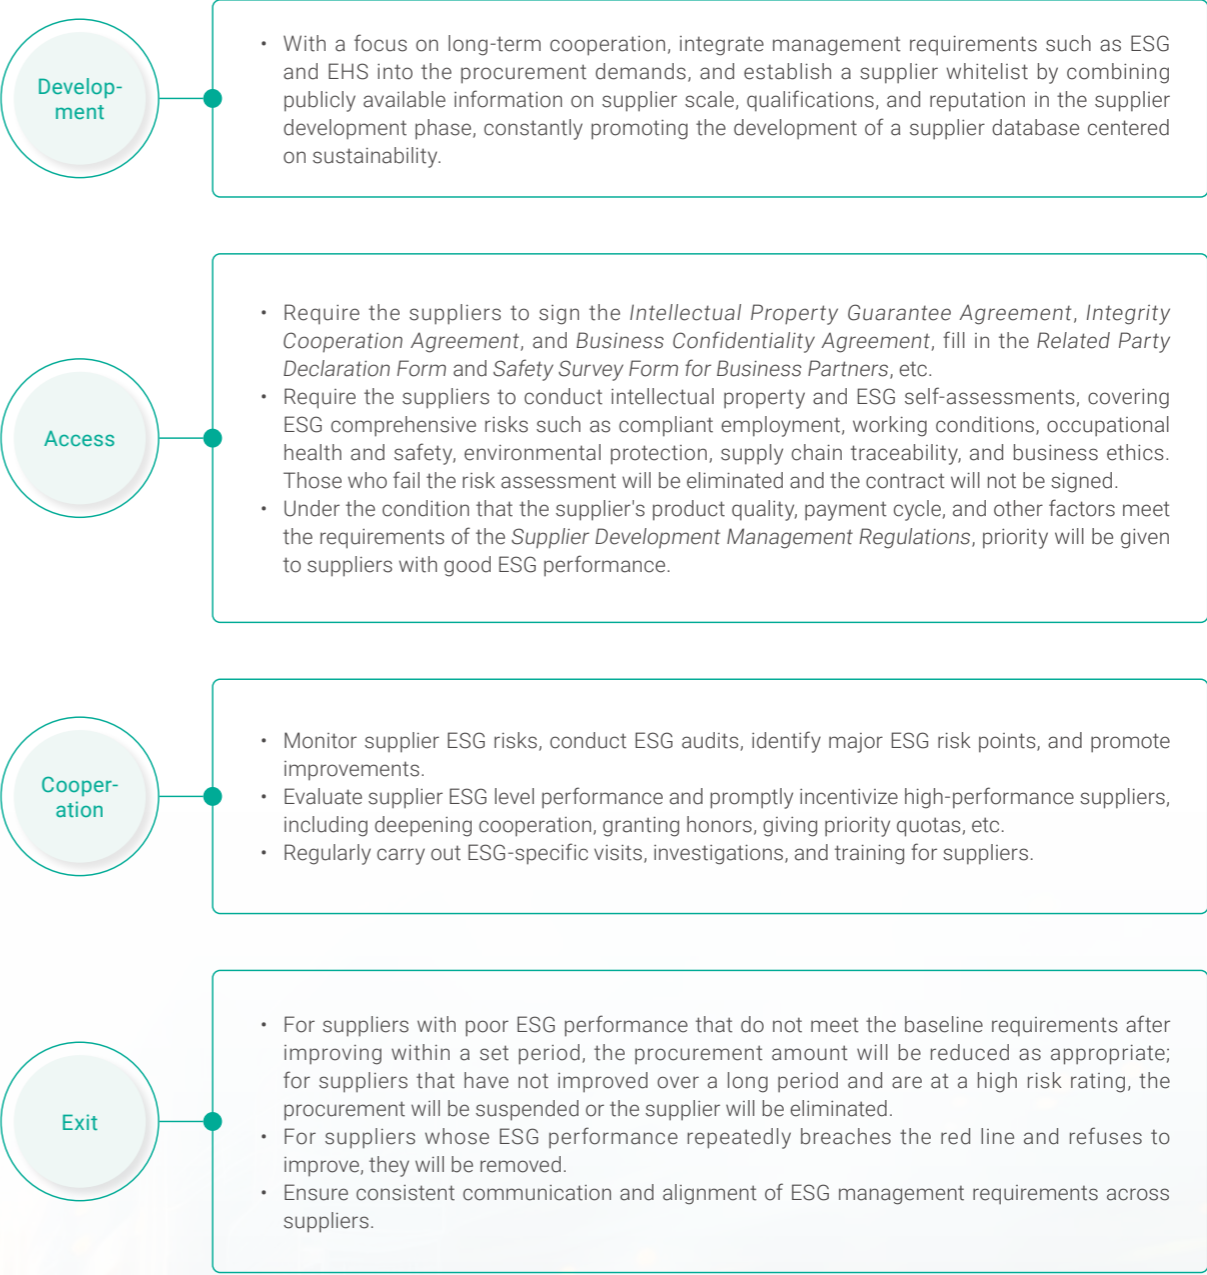 Develop-
ment
• With a focus on long-term cooperation, integrate management requirements such as ESG
and EHS into the procurement demands, and establish a supplier whitelist by combining
publicly available information on supplier scale, qualifications, and reputation in the supplier
development phase, constantly promoting the development of a supplier database centered
on sustainability.
Access
• Require the suppliers to sign the Intellectual Property Guarantee Agreement, Integrity
Cooperation Agreement, and Business Confidentiality Agreement, fill in the Related Party
Declaration Form and Safety Survey Form for Business Partners, etc.
• Require the suppliers to conduct intellectual property and ESG self-assessments, covering
ESG comprehensive risks such as compliant employment, working conditions, occupational
health and safety, environmental protection, supply chain traceability, and business ethics.
Those who fail the risk assessment will be eliminated and the contract will not be signed.
• Under the condition that the supplier's product quality, payment cycle, and other factors meet
the requirements of the Supplier Development Management Regulations, priority will be given
to suppliers with good ESG performance.
Cooper-
ation
• Monitor supplier ESG risks, conduct ESG audits, identify major ESG risk points, and promote
improvements.
• Evaluate supplier ESG level performance and promptly incentivize high-performance suppliers,
including deepening cooperation, granting honors, giving priority quotas, etc.
• Regularly carry out ESG-specific visits, investigations, and training for suppliers.
Exit
• For suppliers with poor ESG performance that do not meet the baseline requirements after
improving within a set period, the procurement amount will be reduced as appropriate;
for suppliers that have not improved over a long period and are at a high risk rating, the
procurement will be suspended or the supplier will be eliminated.
• For suppliers whose ESG performance repeatedly breaches the red line and refuses to
improve, they will be removed.
• Ensure consistent communication and alignment of ESG management requirements across
suppliers.